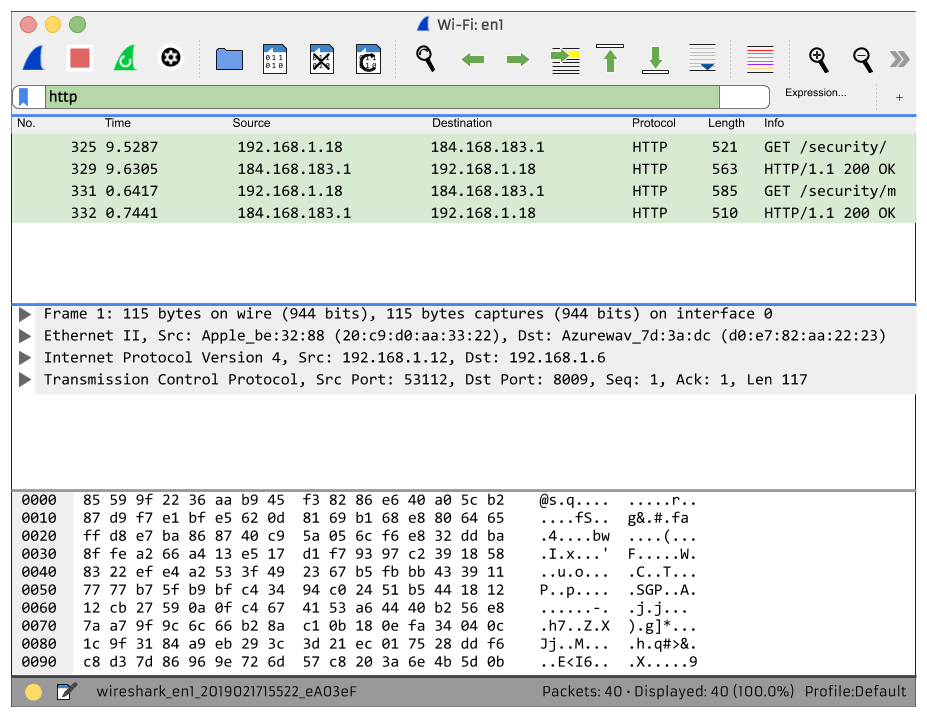 Wi-Fi: en1
http Expression... +
No. Time Source Destination Protocol Length Info
325 9.5287 192.168.1.18 184.168.183.1 HTTP 521 GET /security/
329 9.6305 184.168.183.1 192.168.1.18 HTTP 563 HTTP/1.1 200 OK
331 0.6417 192.168.1.18 184.168.183.1 HTTP 585 GET /security/m
332 0.7441 184.168.183.1 192.168.1.18 HTTP 510 HTTP/1.1 200 OK
Frame 1: 115 bytes on wire (944 bits), 115 bytes captures (944 bits) on interface 0
Ethernet II, Src: Apple_be:32:88 (20:c9:d0:aa:33:22), Dst: Azurewav_7d:3a:dc (d0:e7:82:aa:22:23)
Internet Protocol Version 4, Src: 192.168.1.12, Dst: 192.168.1.6
Transmission Control Protocol, Src Port: 53112, Dst Port: 8009, Seq: 1, Ack: 1, Len 117
0000 85 59 9f 22 36 aa b9 45 f3 82 86 e6 40 a0 5c b2 @s.q.... .....r..
0010 87 d9 f7 e1 bf e5 62 0d 81 69 b1 68 e8 80 64 65 ....fS.. g&.#.fa
0020 ff d8 e7 ba 86 87 40 c9 5a 05 6c f6 e8 32 dd ba .4....bw ....(...
0030 8f fe a2 66 a4 13 e5 17 d1 f7 93 97 c2 39 18 58 .I.x...' F.....W.
0040 83 22 ef e4 a2 53 3f 49 23 67 b5 fb bb 43 39 11 ..u.o... .C..T...
0050 77 77 b7 5f b9 bf c4 34 94 c0 24 51 b5 44 18 12 P..p.... .SGP..A.
0060 12 cb 27 59 0a 0f c4 67 41 53 a6 44 40 b2 56 e8 ......-. .j.j...
0070 7a a7 9f 9c 6c 66 b2 8a c1 0b 18 0e fa 34 04 0c .h7..Z.X ).g]*...
0080 1c 9f 31 84 a9 eb 29 3c 3d 21 ec 01 75 28 dd f6 Jj..M... .h.q#>&.
0090 c8 d3 7d 86 96 9e 72 6d 57 c8 20 3a 6e 4b 5d 0b ..E<I6.. .X.....9
wireshark_en1_2019021715522_eA03eF Packets: 40 · Displayed: 40 (100.0%) Profile:Default